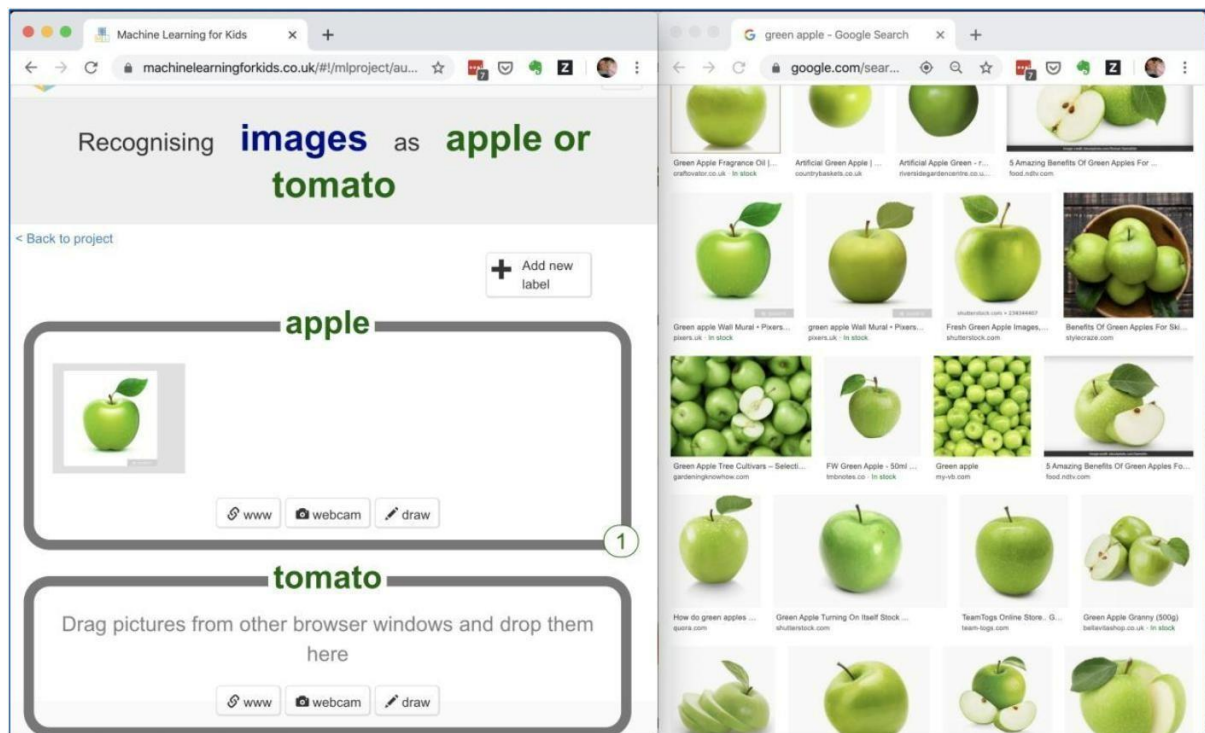 Machine Learning for Kids
machinelearningforkids.co.uk/#!/mlproject/au...
7
Recognising images as apple or
tomato
< Back to project
Add new
label
apple
www
webcam
draw
1
tomato
Drag pictures from other browser windows and drop them
here
www
webcam
draw
green apple - Google Search
google.com/sear...
7
Green Apple Fragrance Oil |...
craftovator.co.uk · In stock
Artificial Green Apple | ...
countrybaskets.co.uk
Artificial Apple Green - r...
riversidegardencentre.co.u...
5 Amazing Benefits Of Green Apples For ...
food.ndtv.com
Green apple Wall Mural • Pixers...
pixers.uk · In stock
green apple Wall Mural • Pixers...
pixers.uk · In stock
shutterstock.com •
Fresh Green Apple Images,...
shutterstock.com
Benefits Of Green Apples For Ski...
stylecraze.com
Green Apple Tree Cultivars – Selecti...
gardeningknowhow.com
FW Green Apple - 50ml ...
tmbnotes.co · In stock
Green apple
my-vb.com
5 Amazing Benefits Of Green Apples Fo...
food.ndtv.com
How do green apples ...
quora.com
Green Apple Turning On Itself Stock ...
shutterstock.com
TeamTogs Online Store.. G...
team-togs.com
Green Apple Granny (500g)
bellavitashop.co.uk · In stock